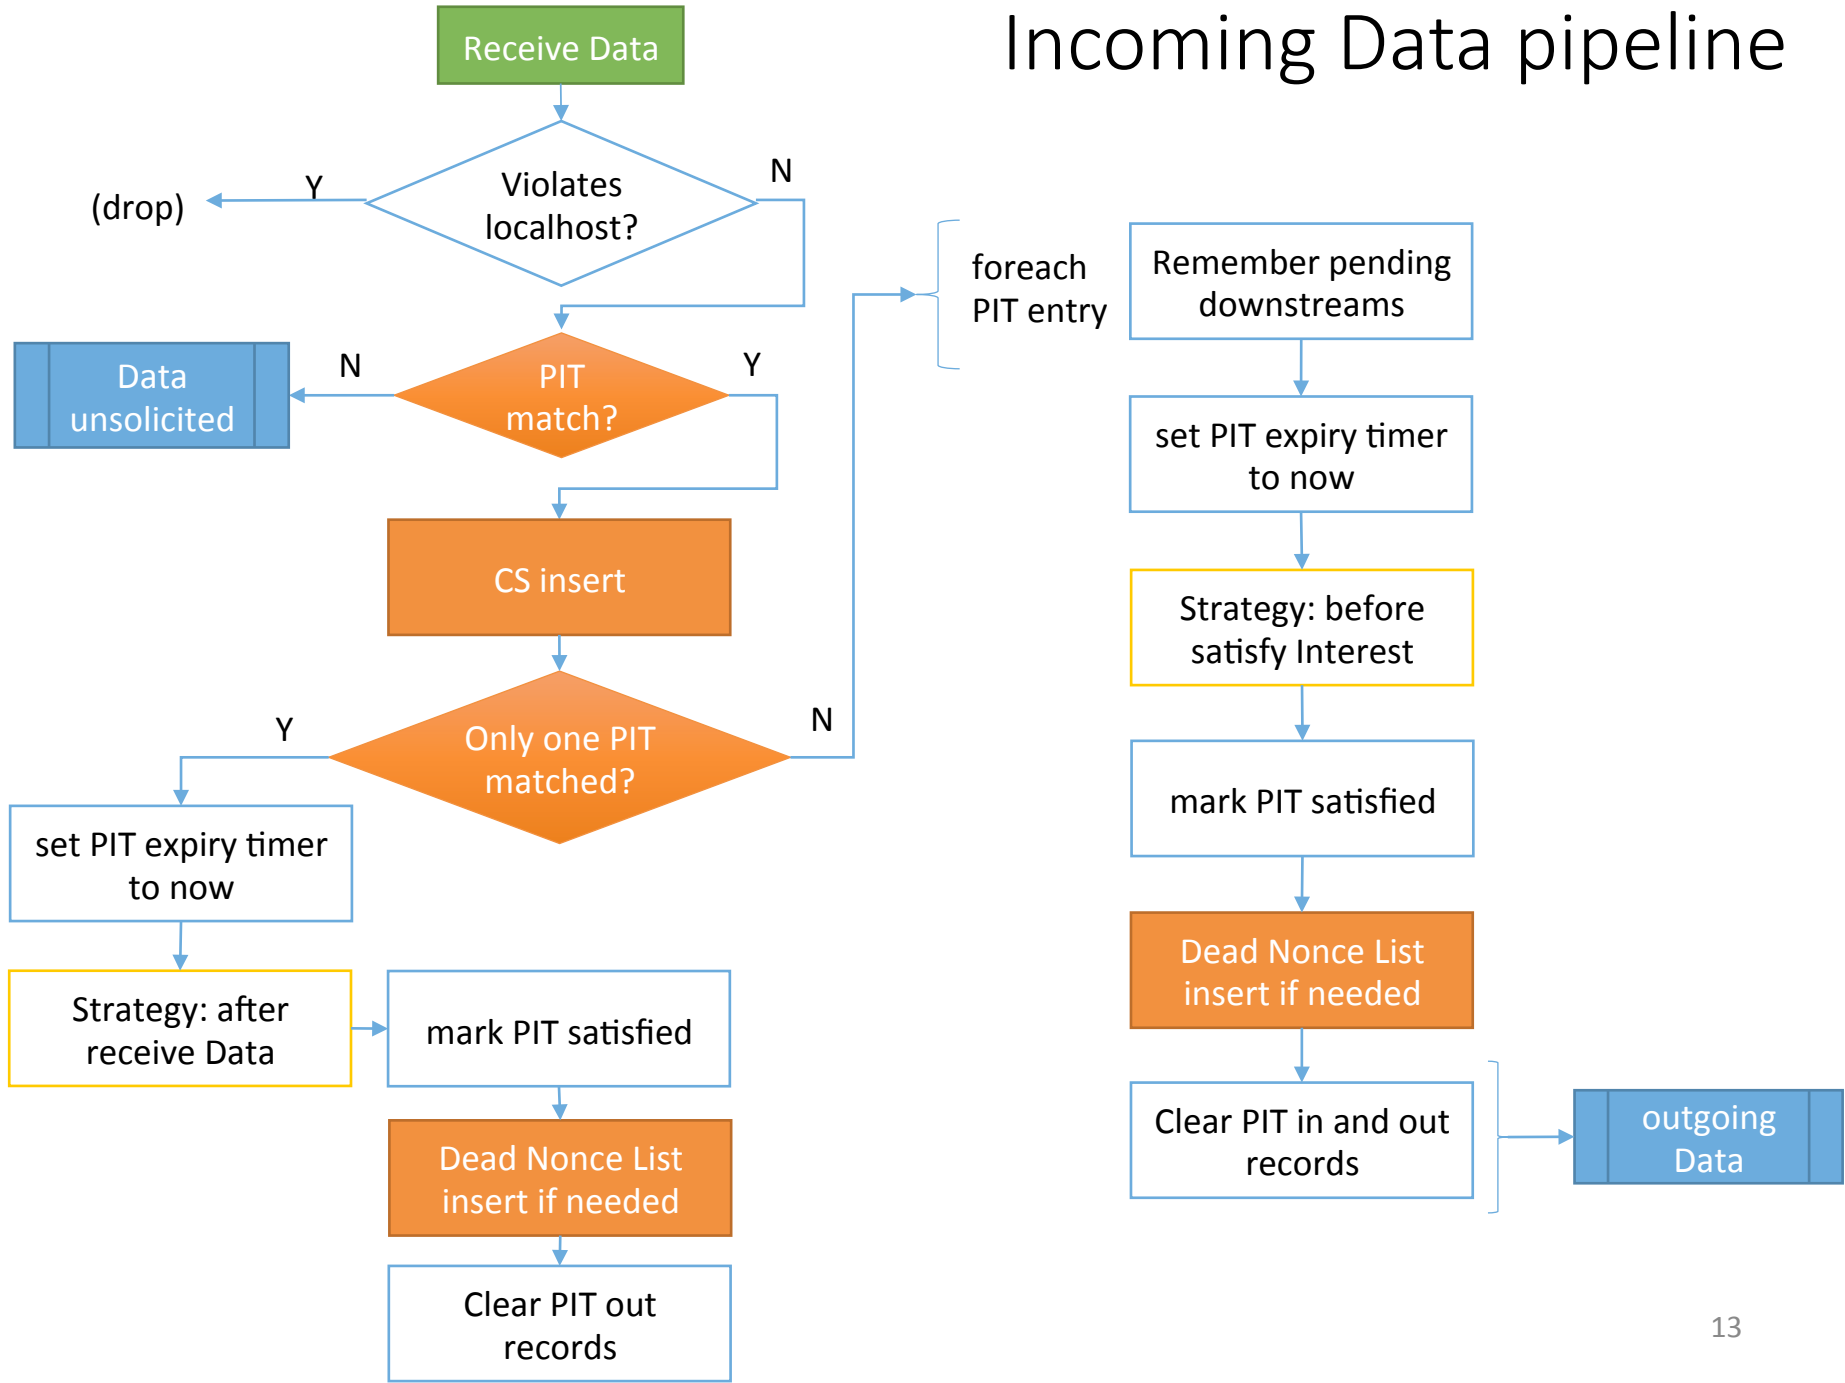 Incoming Data pipeline
Receive Data
Violates
localhost?
Y
(drop)
N
PIT
match?
N
Data
unsolicited
Y
CS insert
Only one PIT
matched?
Y
N
set PIT expiry timer
to now
Strategy: after
receive Data
mark PIT satisfied
Dead Nonce List
insert if needed
Clear PIT out
records
foreach
PIT entry
Remember pending
downstreams
set PIT expiry timer
to now
Strategy: before
satisfy Interest
mark PIT satisfied
Dead Nonce List
insert if needed
Clear PIT in and out
records
outgoing
Data
13